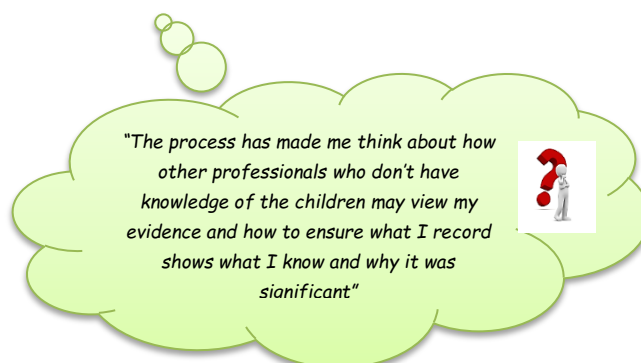 “The process has made me think about how
other professionals who don’t have
knowledge of the children may view my
evidence and how to ensure what I record
shows what I know and why it was
significant”